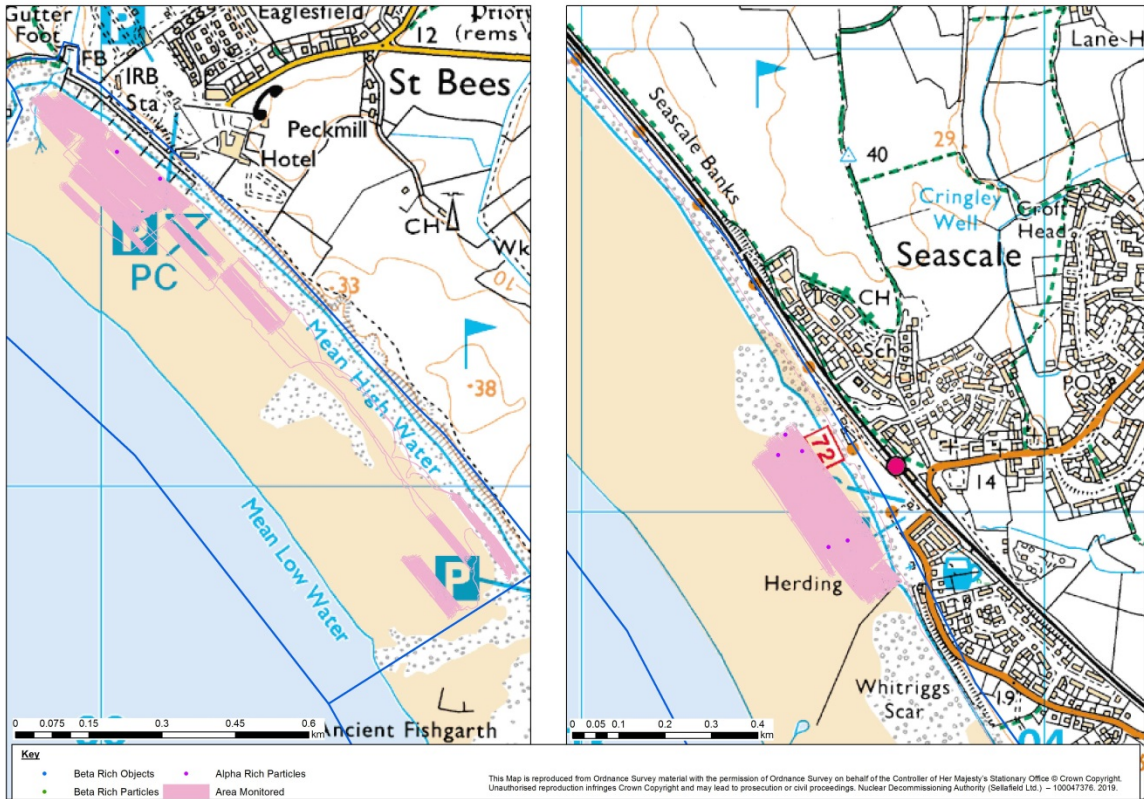 Gutter
Foot
Eaglesfield
Priory
(rems
12
FB
IRB
Sta
St Bees
Peckmill
Hotel
CH
Wks
P
PC
33
10
38
Mean High Water
Mean Low Water
P
Ancient Fishgarth
0 0.075 0.15 0.3 0.45 0.6
km
Lane-H
Seascale Banks
40
29
Cringley
Well
Croft
Head
Seascale
CH
Sch
PO
72
14
Herding
Whitriggs
Scar
19
04
0 0.05 0.1 0.2 0.3 0.4
km
Key
Beta Rich Objects
Alpha Rich Particles
Beta Rich Particles
Area Monitored
This Map is reproduced from Ordnance Survey material with the permission of Ordnance Survey on behalf of the Controller of Her Majesty's Stationary Office © Crown Copyright.
Unauthorised reproduction infringes Crown Copyright and may lead to prosecution or civil proceedings. Nuclear Decommissioning Authority (Sellafield Ltd.) – 100047376. 2019.